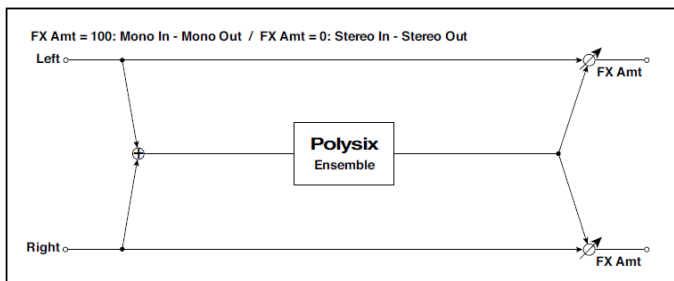 FX Amt = 100: Mono In - Mono Out / FX Amt = 0: Stereo In - Stereo Out
Left
FX Amt
Polysix
Ensemble
Right
FX Amt